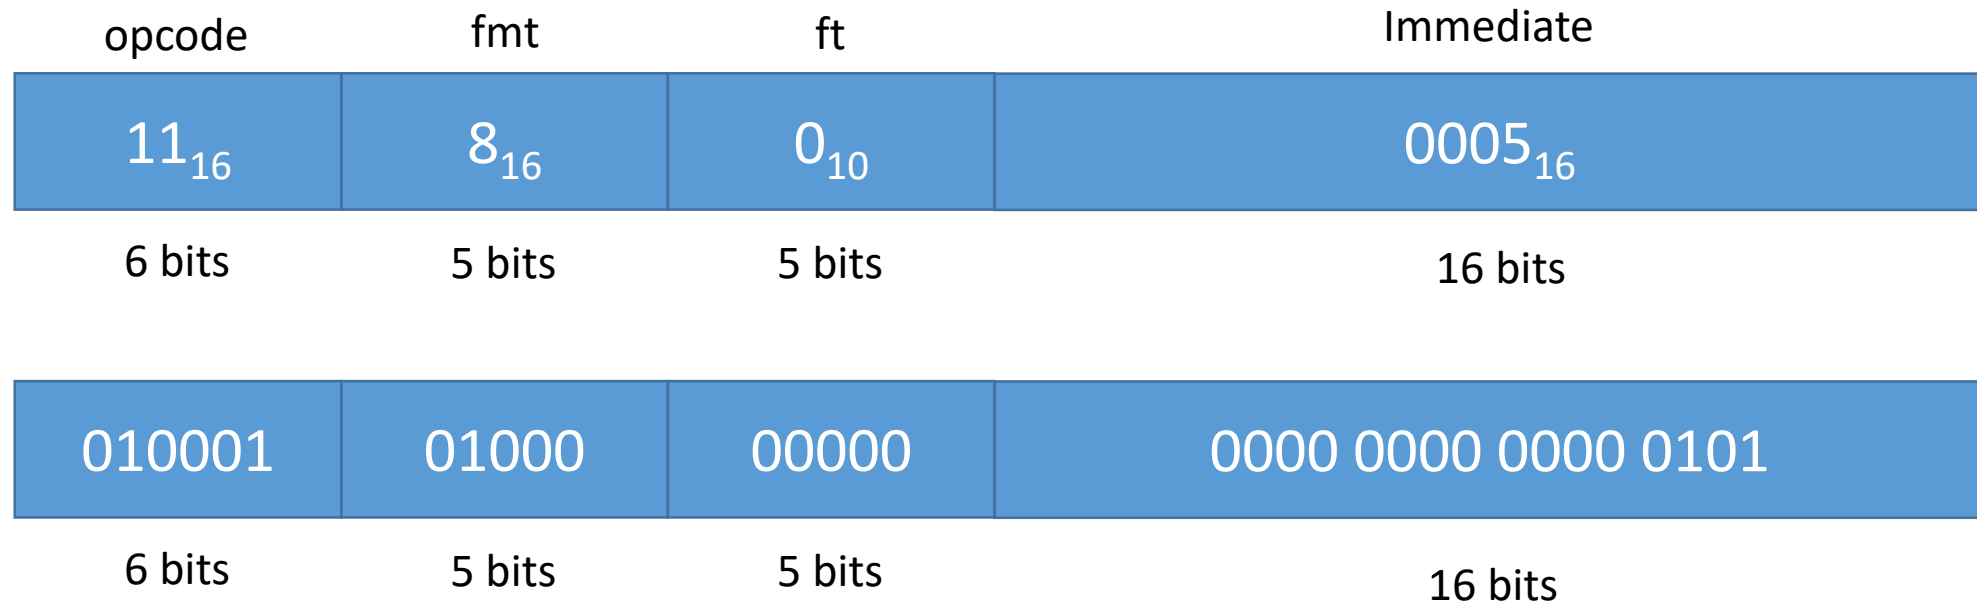 opcode fmt ft Immediate
11₁₆ 8₁₆ 0₁₀ 0005₁₆
6 bits 5 bits 5 bits 16 bits
010001 01000 00000 0000 0000 0000 0101
6 bits 5 bits 5 bits 16 bits